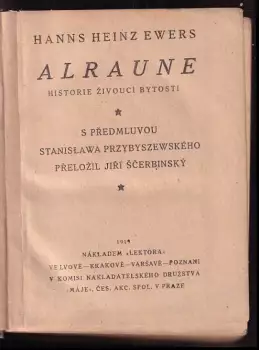 HANNS HEINZ EWERS
ALRAUNE
HISTORIE ŽIVOUCÍ BYTOSTI
S PŘEDMLUVOU
STANISŁAWA PRZYBYSZEWSKÉHO
PŘELOŽIL JIŘÍ ŠČERBINSKÝ
NÁKLADEM »LEKTORA«
VE LVOVĚ—KRAKOVĚ—VARŠAVĚ—POZNANI
V KOMISI NAKLADATELSKÉHO DRUŽSTVA
»MÁJE«, ČES. AKC. SPOL. V PRAZE